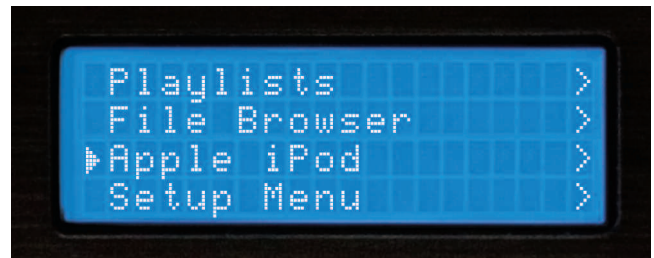 Playlists >
File Browser >
Apple iPod >
Setup Menu >